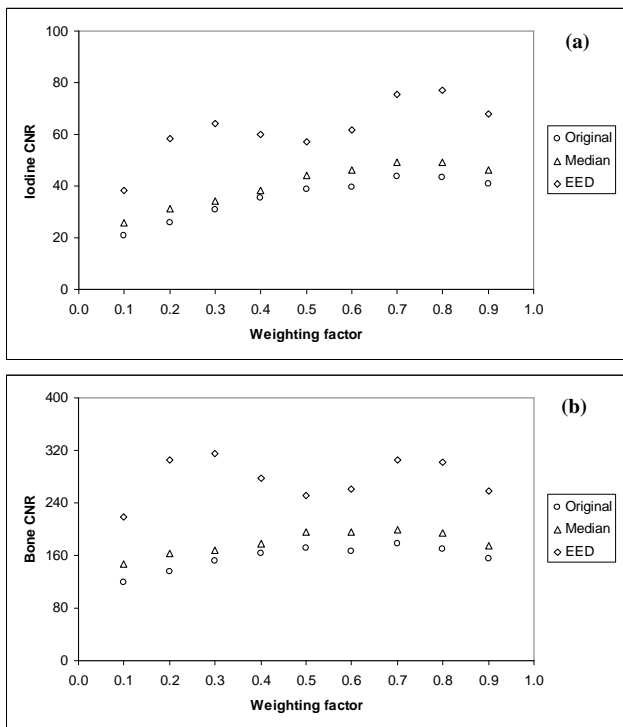 (a)
100
80
60
40
20
0
Iodine CNR
0.0 0.1 0.2 0.3 0.4 0.5 0.6 0.7 0.8 0.9 1.0
Weighting factor
Original
Median
EED
(b)
400
320
240
160
80
0
Bone CNR
0.0 0.1 0.2 0.3 0.4 0.5 0.6 0.7 0.8 0.9 1.0
Weighting factor
Original
Median
EED